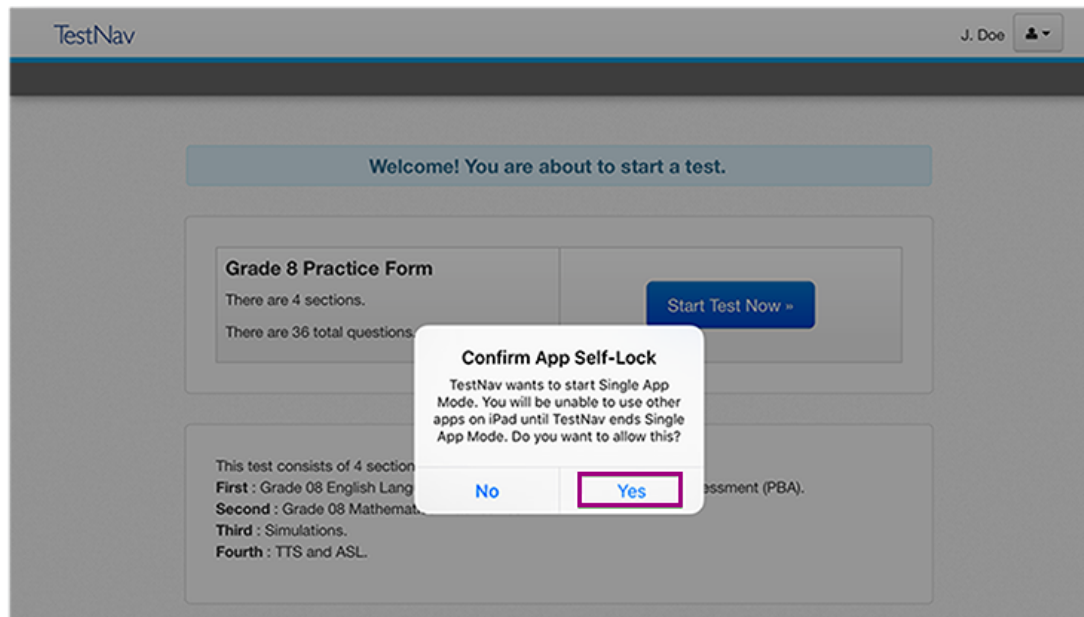 TestNav
J. Doe
Welcome! You are about to start a test.
Grade 8 Practice Form
There are 4 sections.
There are 36 total questions.
Start Test Now »
Confirm App Self-Lock
TestNav wants to start Single App
Mode. You will be unable to use other
apps on iPad until TestNav ends Single
App Mode. Do you want to allow this?
No
Yes
This test consists of 4 section
First : Grade 08 English Lang
essment (PBA).
Second : Grade 08 Mathemat
Third : Simulations.
Fourth : TTS and ASL.